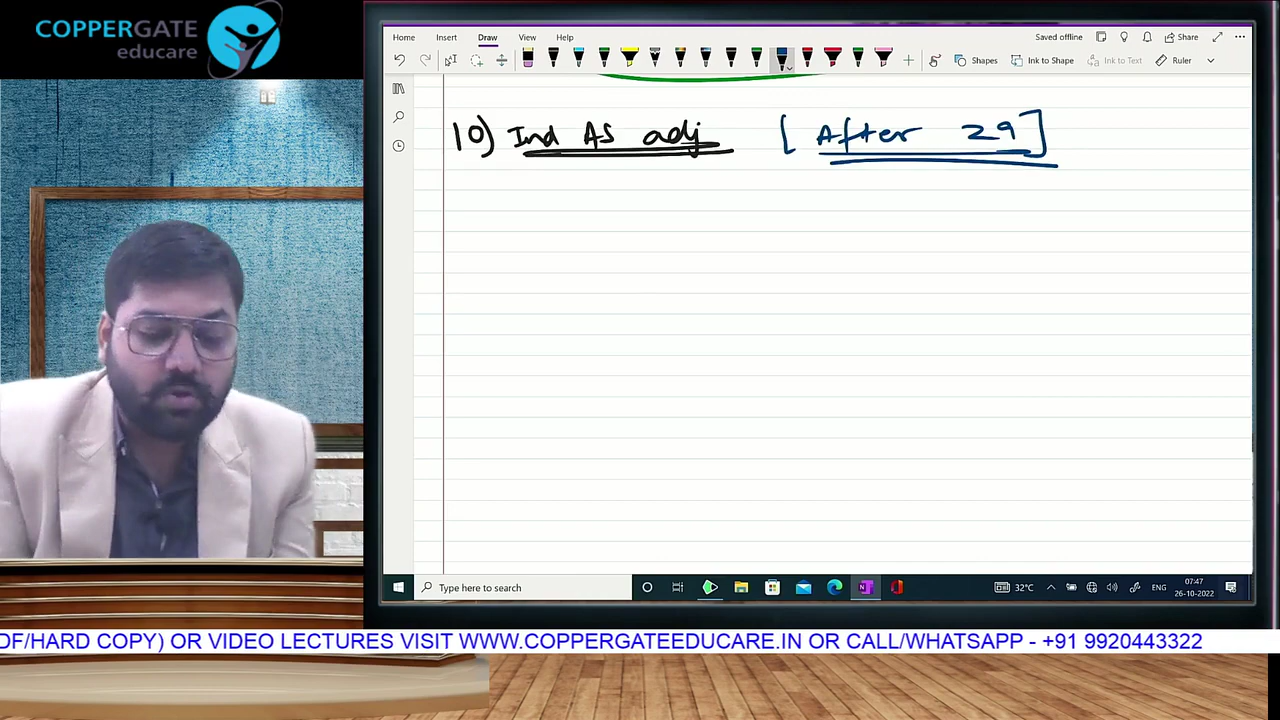 COPPERGATE
educare
Home Insert Draw View Help
Saved offline
Share
Shapes
Ink to Shape
Ink to Text
Ruler
10) Ind AS adj [After 29]
Type here to search
32°C
ENG
07:47
26-10-2022
DF/HARD COPY) OR VIDEO LECTURES VISIT WWW.COPPERGATEEDUCARE.IN OR CALL/WHATSAPP - +91 9920443322